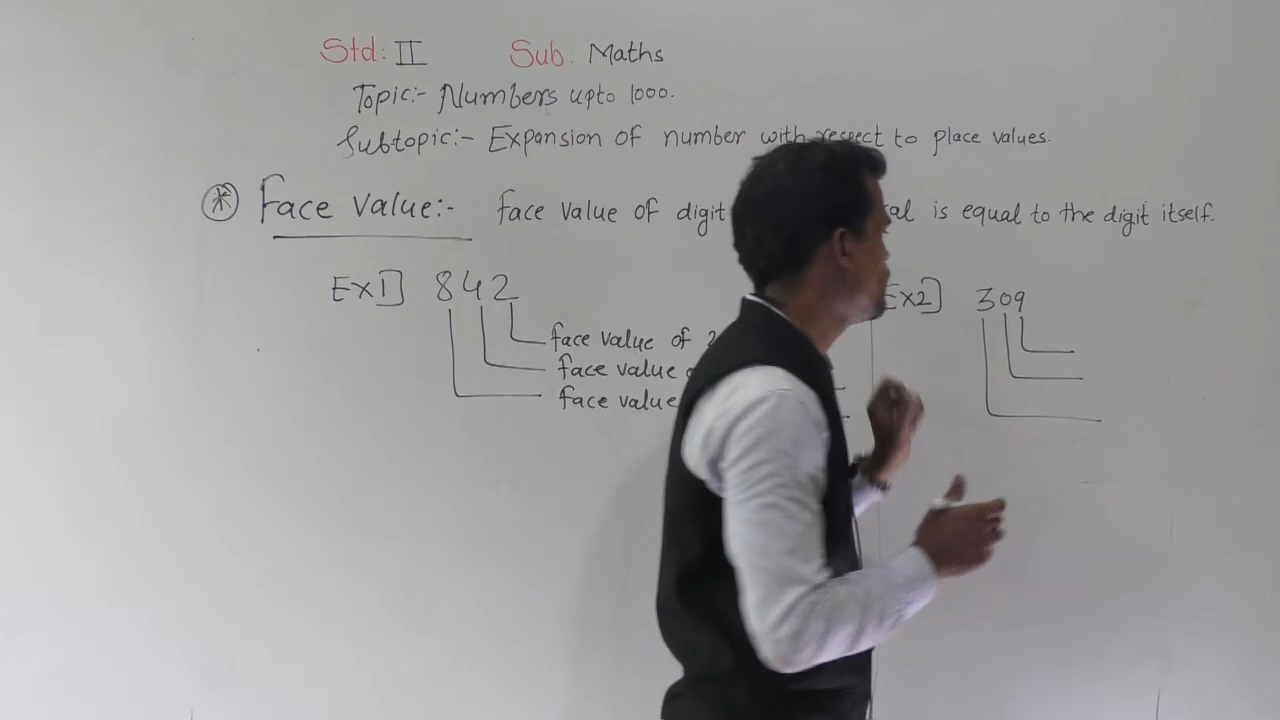 Std: II Sub: Maths
Topic:- Numbers upto 1000.
Subtopic:- Expansion of number with respect to place values.
* Face Value:- face value of digit is equal to the digit itself.
Ex1] 842
face value of 2
face value
face value
Ex2] 309